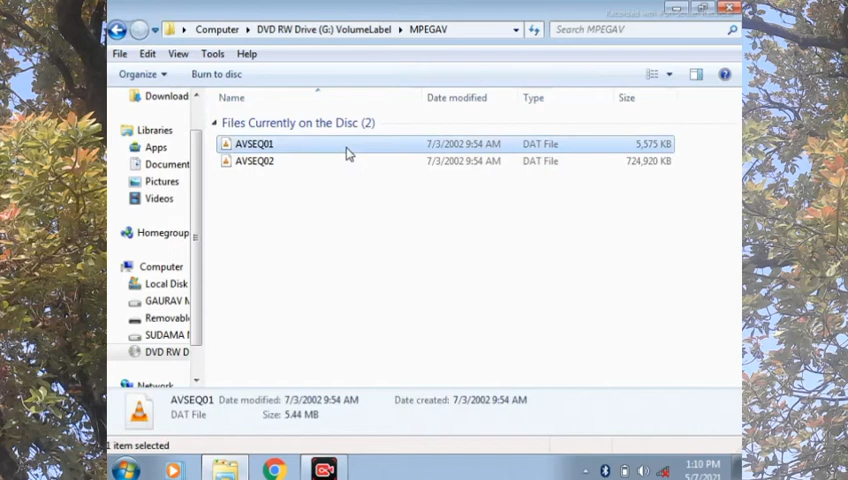 Computer DVD RW Drive (G:) VolumeLabel MPEGAV Search MPEGAV
File Edit View Tools Help
Organize Burn to disc
Name Date modified Type Size
Download
Files Currently on the Disc (2)
Libraries
AVSEQ01 7/3/2002 9:54 AM DAT File 5,575 KB
Apps
AVSEQ02 7/3/2002 9:54 AM DAT File 724,920 KB
Document
Pictures
Videos
Homegroup
Computer
Local Disk
GAURAV
Removable
SUDAMA
DVD RW D
Network
AVSEQ01 Date modified: 7/3/2002 9:54 AM Date created: 7/3/2002 9:54 AM
DAT File Size: 5.44 MB
1 item selected
1:10 PM
5/7/2021